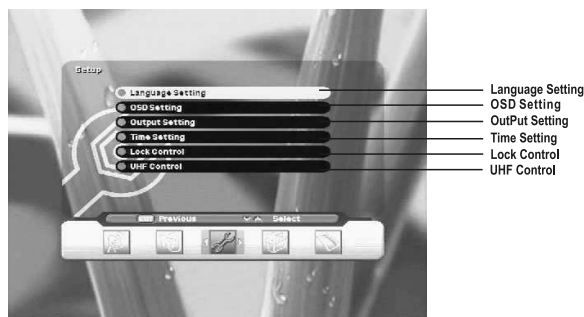 Setup
Language Setting
OSD Setting
Output Setting
Time Setting
Lock Control
UHF Control
Previous Select
Language Setting
OSD Setting
OutPut Setting
Time Setting
Lock Control
UHF Control